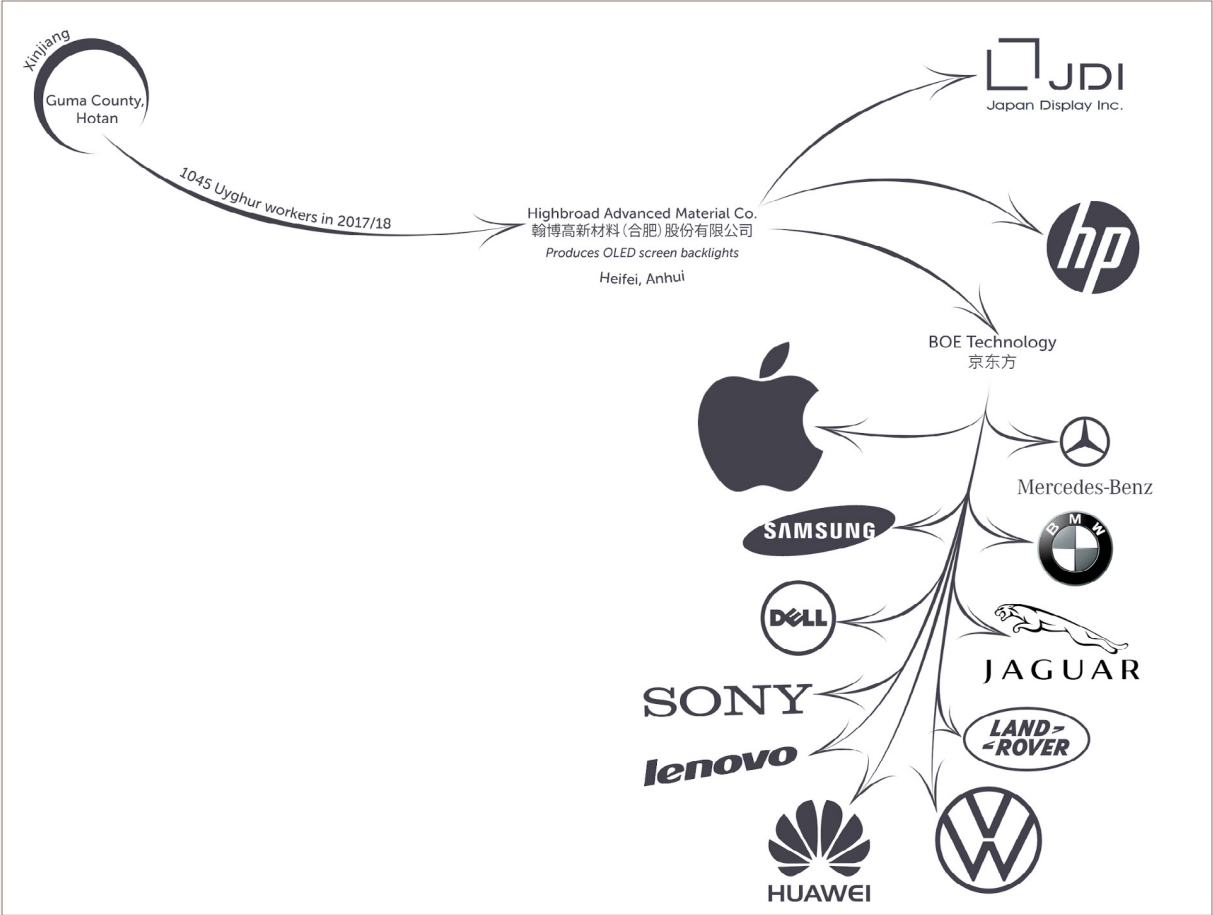 Xinjiang
Guma County,
Hotan
1045 Uyghur workers in 2017/18
Highbroad Advanced Material Co.
翰博高新材料(合肥)股份有限公司
Produces OLED screen backlights
Heifei, Anhui
JDI
Japan Display Inc.
hp
BOE Technology
京东方
Mercedes-Benz
SAMSUNG
BMW
DELL
JAGUAR
SONY
LAND-
-ROVER
lenovo
HUAWEI
VW